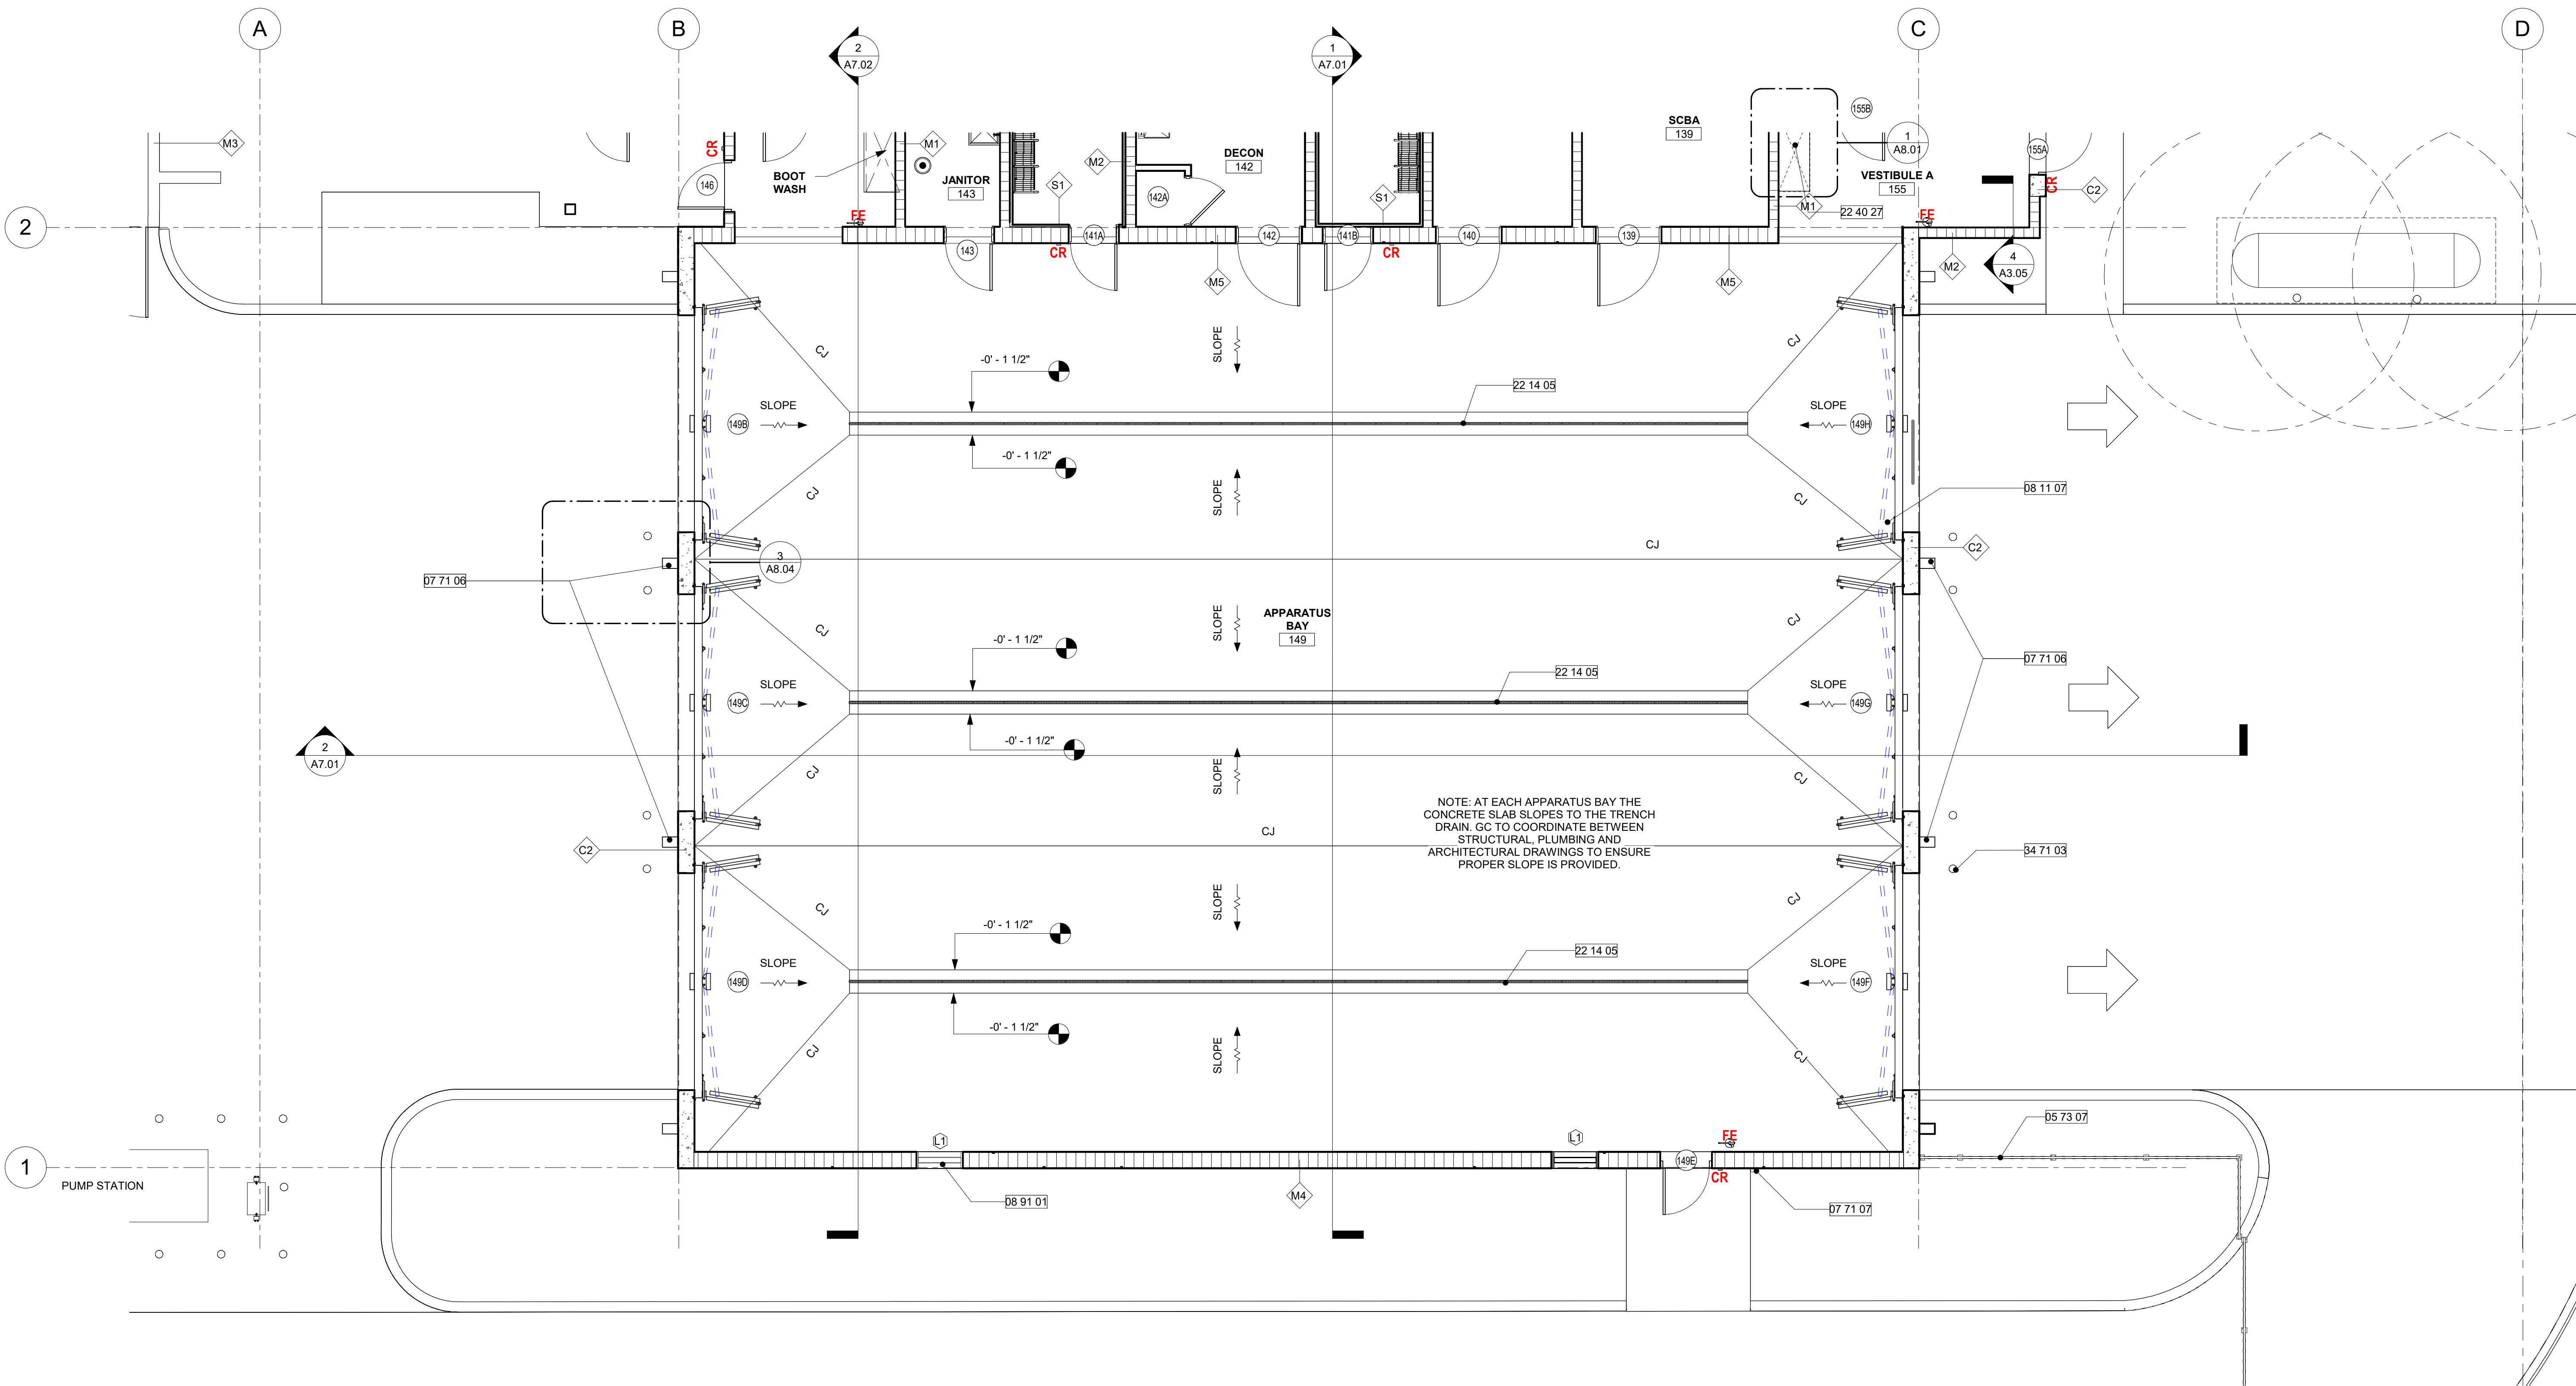 A
B
C
D
2
A7.02
1
A7.01
SCBA
139
155B
1
A8.01
M3
CR
M1
M2
DECON
142
155A
BOOT
WASH
JANITOR
143
S1
S1
VESTIBULE A
155
CR
C2
146
142A
M1
22 40 27
2
FE
FE
143
141A
142
141B
140
139
CR
CR
M5
M5
M2
4
A3.05
SLOPE
CJ
CJ
-0' - 1 1/2"
22 14 05
SLOPE
149B
SLOPE
149H
-0' - 1 1/2"
CJ
SLOPE
CJ
08 11 07
CJ
C2
3
A8.04
07 71 06
CJ
SLOPE
APPARATUS
BAY
149
CJ
-0' - 1 1/2"
07 71 06
22 14 05
SLOPE
149C
SLOPE
149G
-0' - 1 1/2"
2
A7.01
CJ
SLOPE
CJ
NOTE: AT EACH APPARATUS BAY THE
CONCRETE SLAB SLOPES TO THE TRENCH
DRAIN. GC TO COORDINATE BETWEEN
STRUCTURAL, PLUMBING AND
ARCHITECTURAL DRAWINGS TO ENSURE
PROPER SLOPE IS PROVIDED.
CJ
C2
34 71 03
CJ
SLOPE
CJ
-0' - 1 1/2"
22 14 05
SLOPE
149D
SLOPE
149F
-0' - 1 1/2"
CJ
SLOPE
CJ
05 73 07
L1
L1
FE
1
149E
CR
PUMP STATION
08 91 01
M4
07 71 07